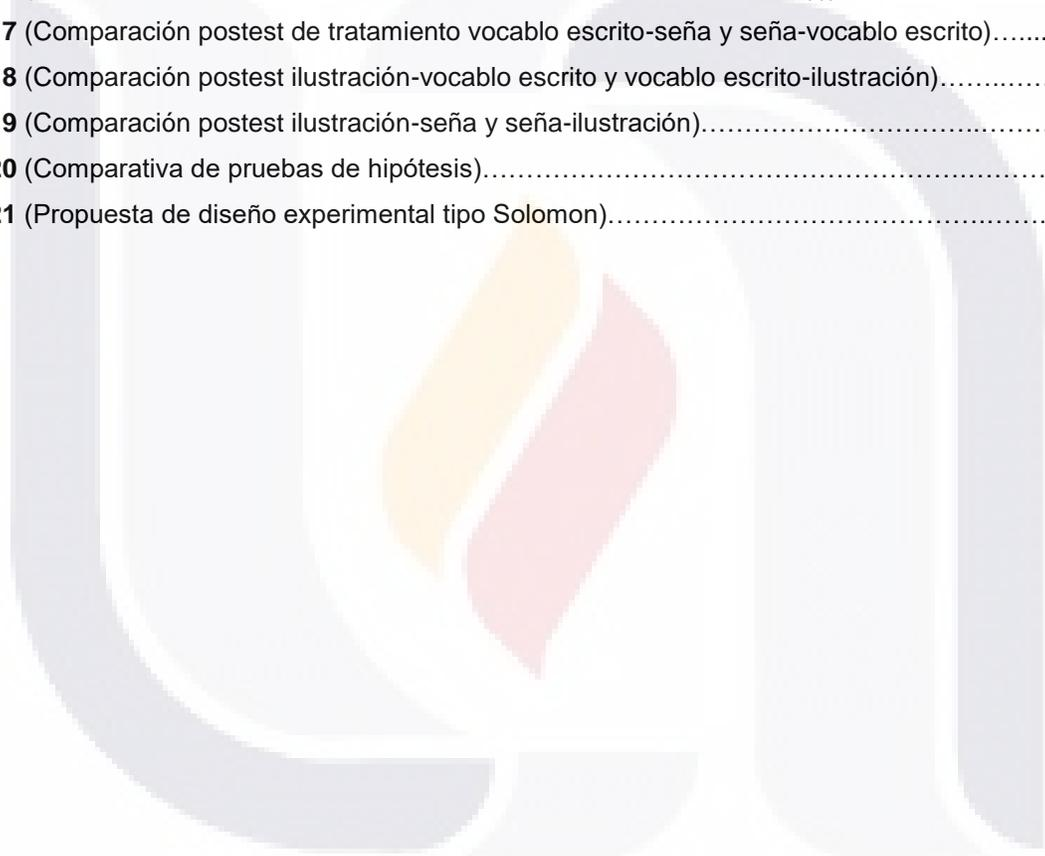 7 (Comparación postest de tratamiento vocablo escrito-seña y seña-vocablo escrito)…....
8 (Comparación postest ilustración-vocablo escrito y vocablo escrito-ilustración)…….……
9 (Comparación postest ilustración-seña y seña-ilustración)…………………………..…….
20 (Comparativa de pruebas de hipótesis)………………………………………….………….
21 (Propuesta de diseño experimental tipo Solomon)……………………………….………….